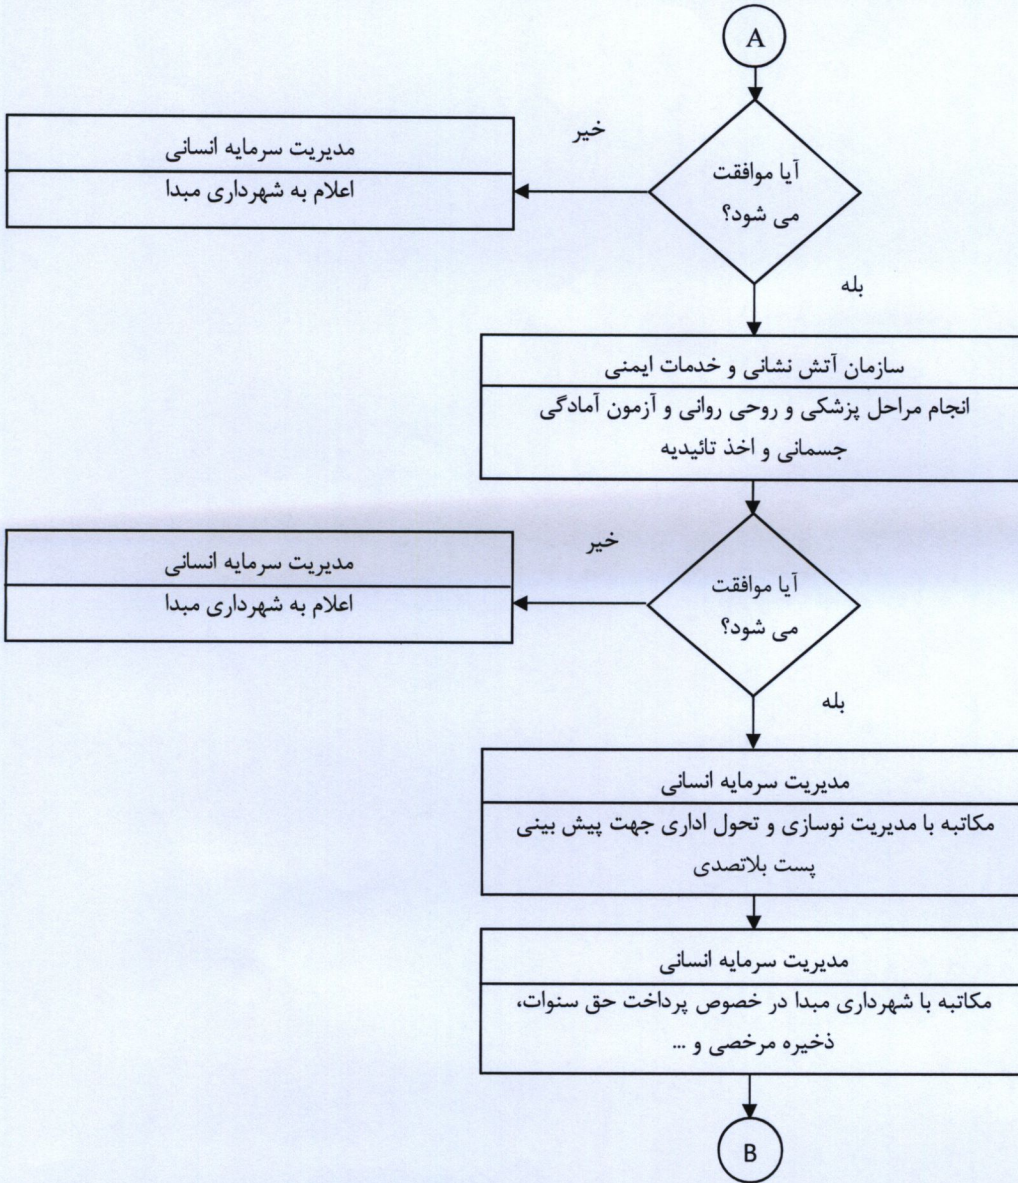 A
آیا موافقت
می شود؟
خیر
مدیریت سرمایه انسانی
اعلام به شهرداری مبدا
بله
سازمان آتش نشانی و خدمات ایمنی
انجام مراحل پزشکی و روحی روانی و آزمون آمادگی
جسمانی و اخذ تائیدیه
آیا موافقت
می شود؟
خیر
مدیریت سرمایه انسانی
اعلام به شهرداری مبدا
بله
مدیریت سرمایه انسانی
مکاتبه با مدیریت نوسازی و تحول اداری جهت پیش بینی
پست بلاتصدی
مدیریت سرمایه انسانی
مکاتبه با شهرداری مبدا در خصوص پرداخت حق سنوات،
ذخیره مرخصی و ...
B